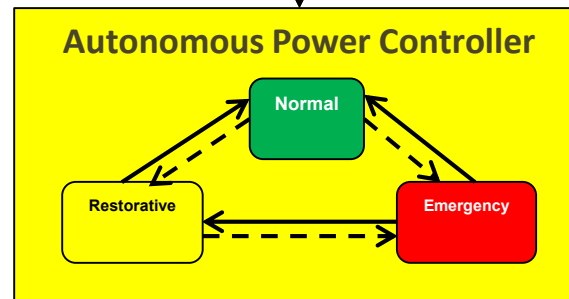 Autonomous Power Controller
Normal
Restorative
Emergency